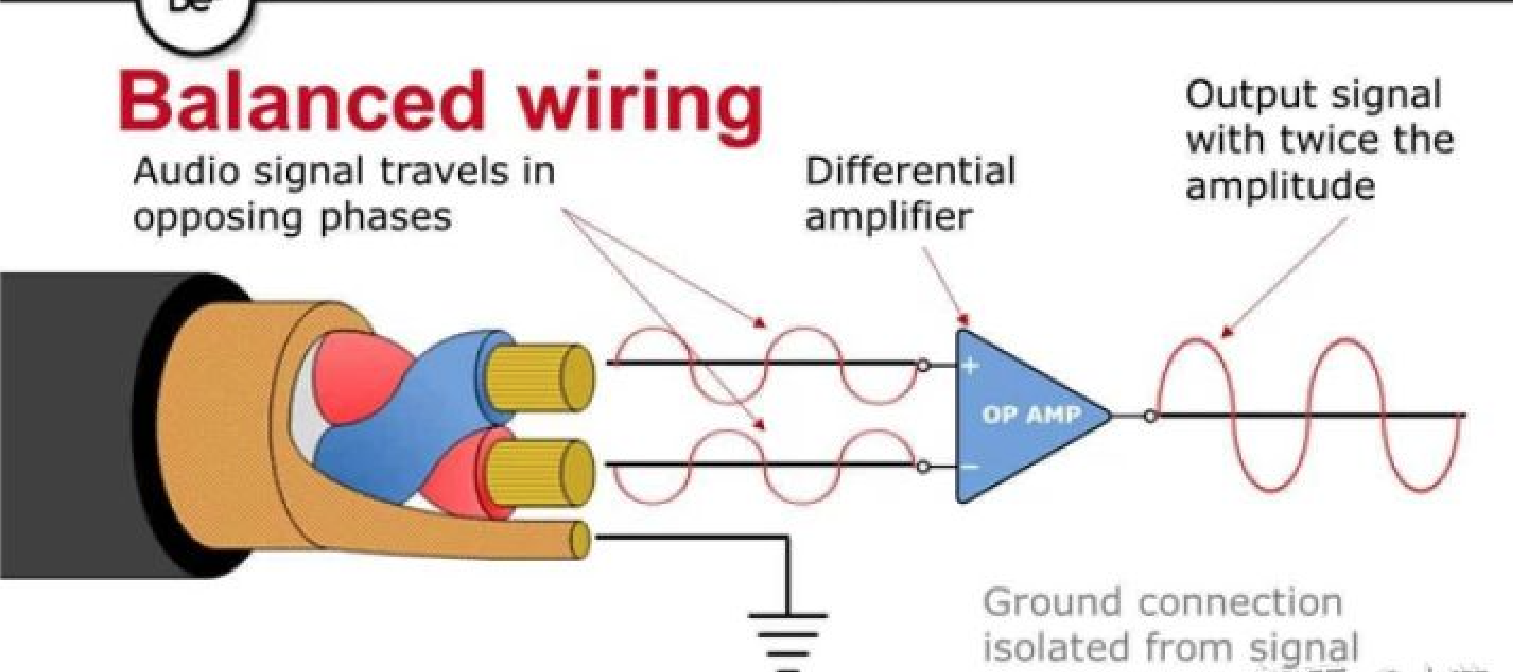 Balanced wiring
Audio signal travels in
opposing phases
Differential
amplifier
Output signal
with twice the
amplitude
+
OP AMP
−
Ground connection
isolated from signal